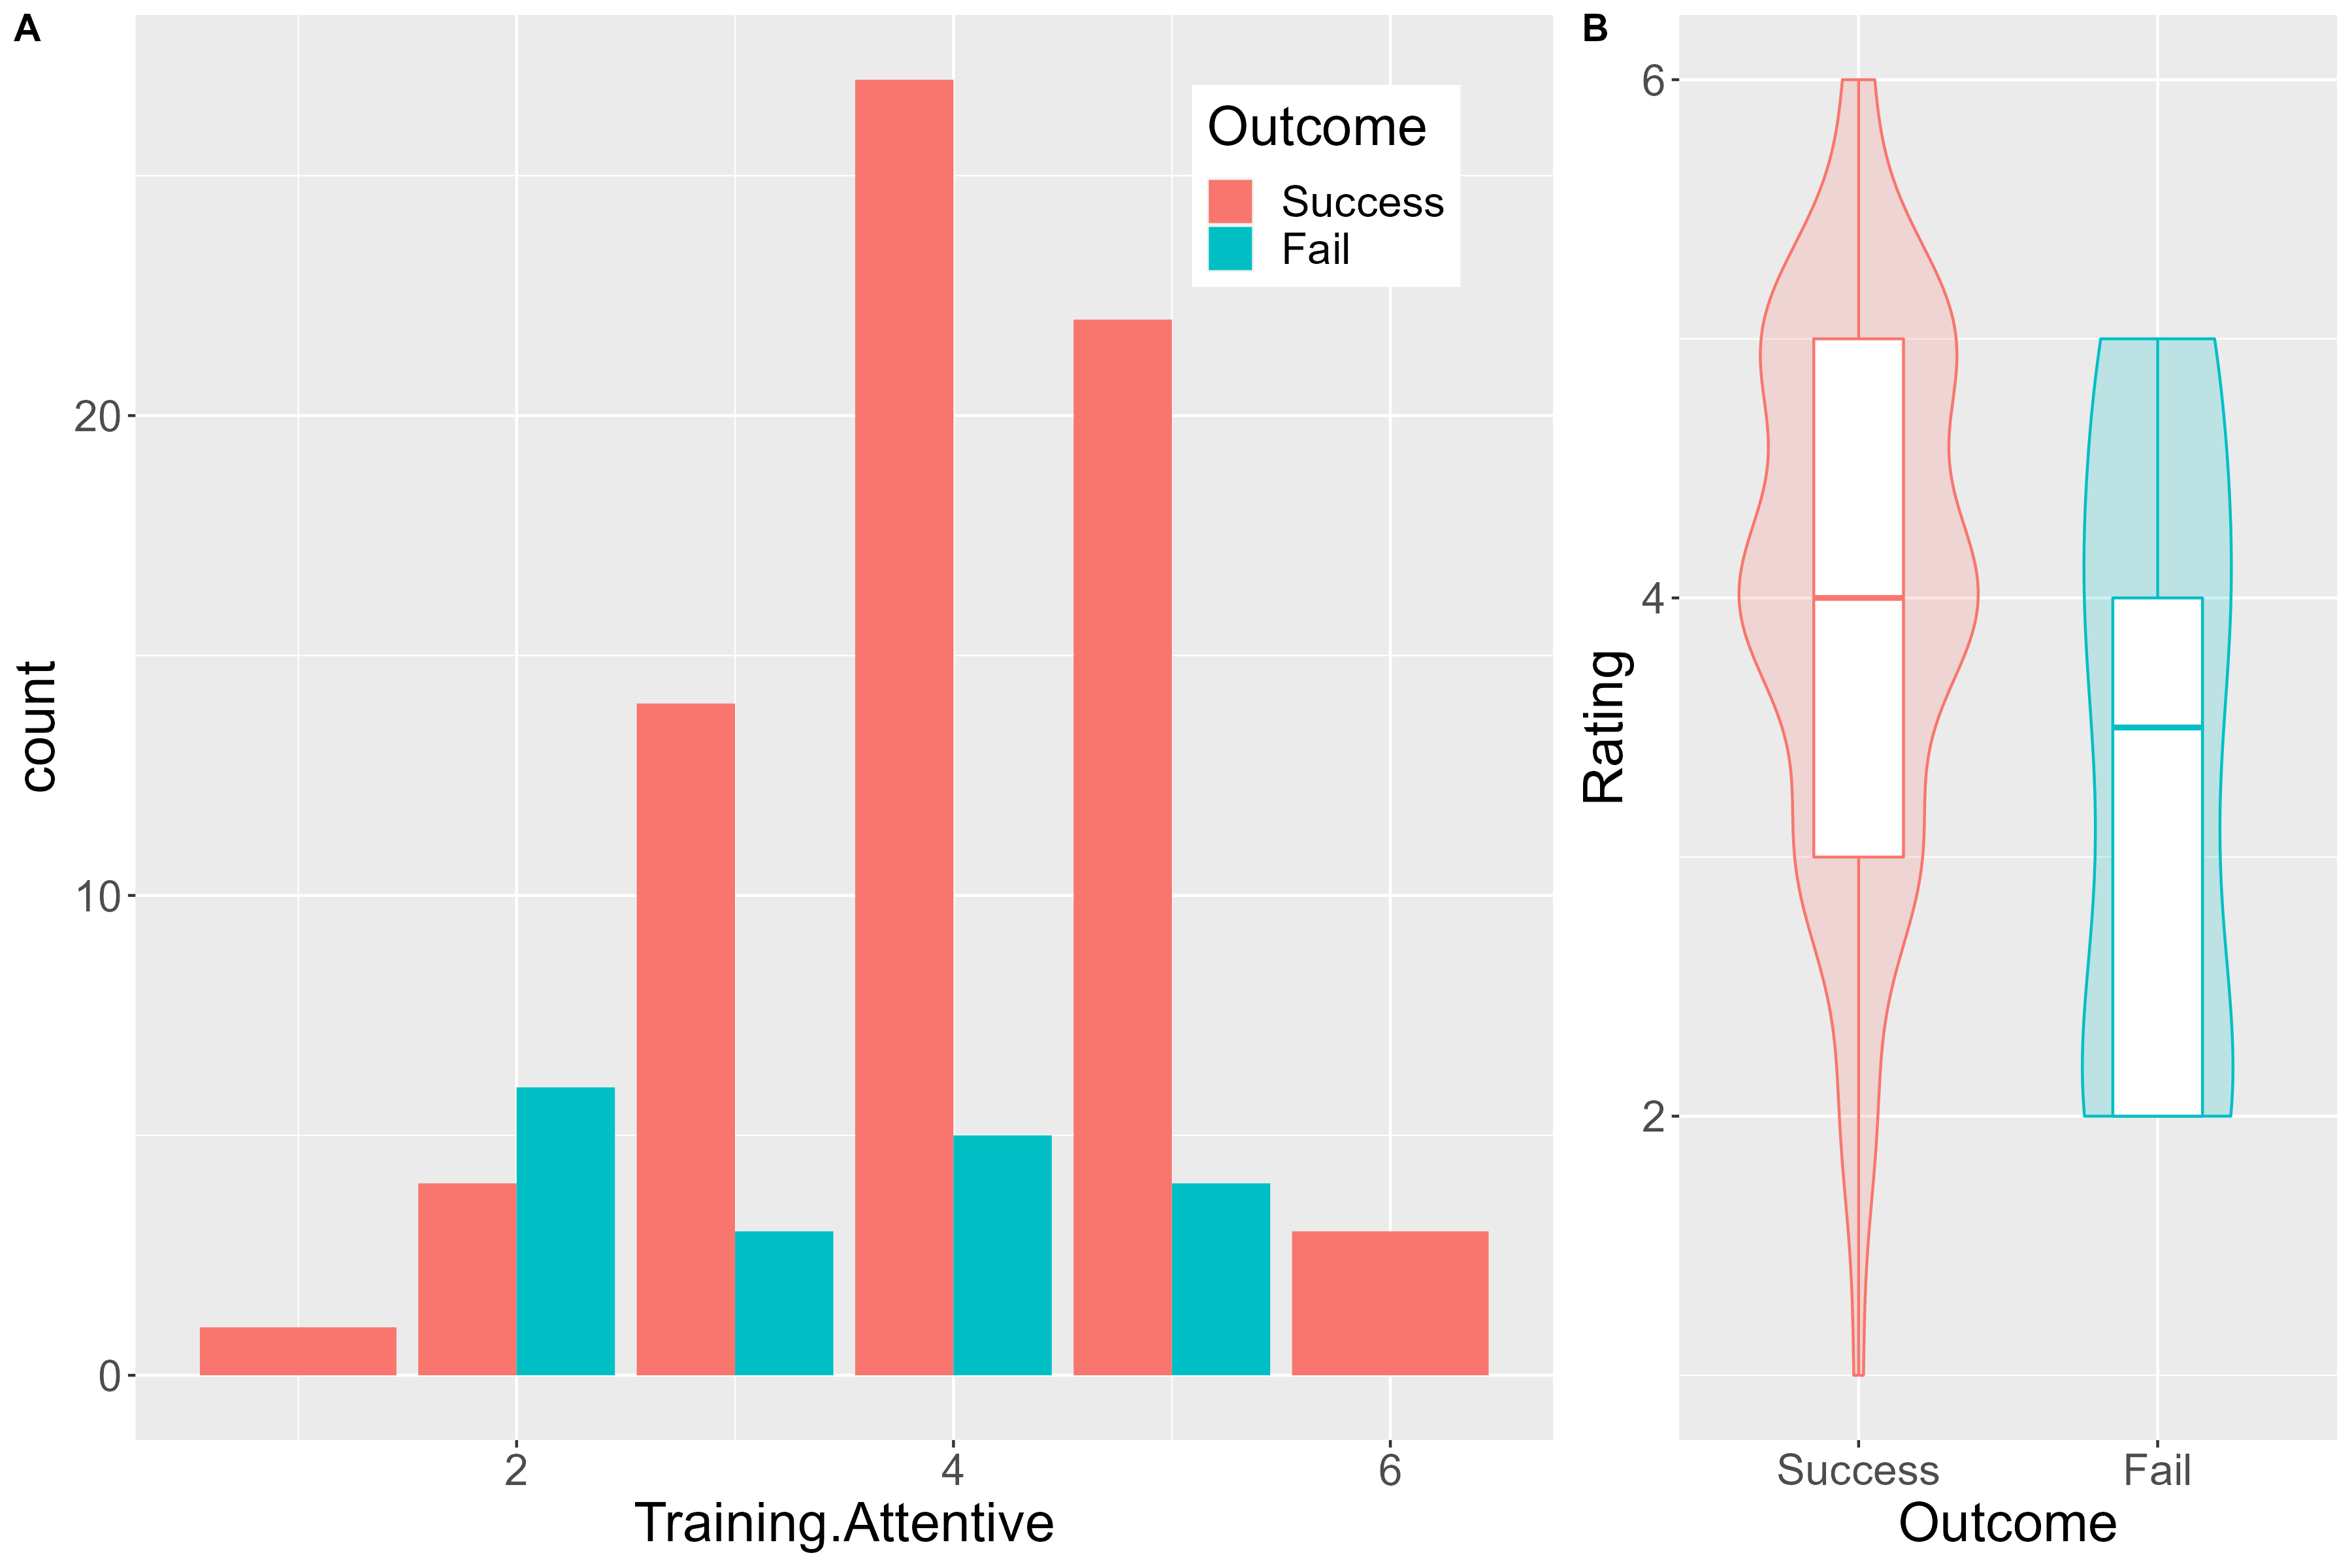 A
count
20
10
0
2
4
6
Training.Attentive
Outcome
Success
Fail
B
Rating
6
4
2
Success
Fail
Outcome